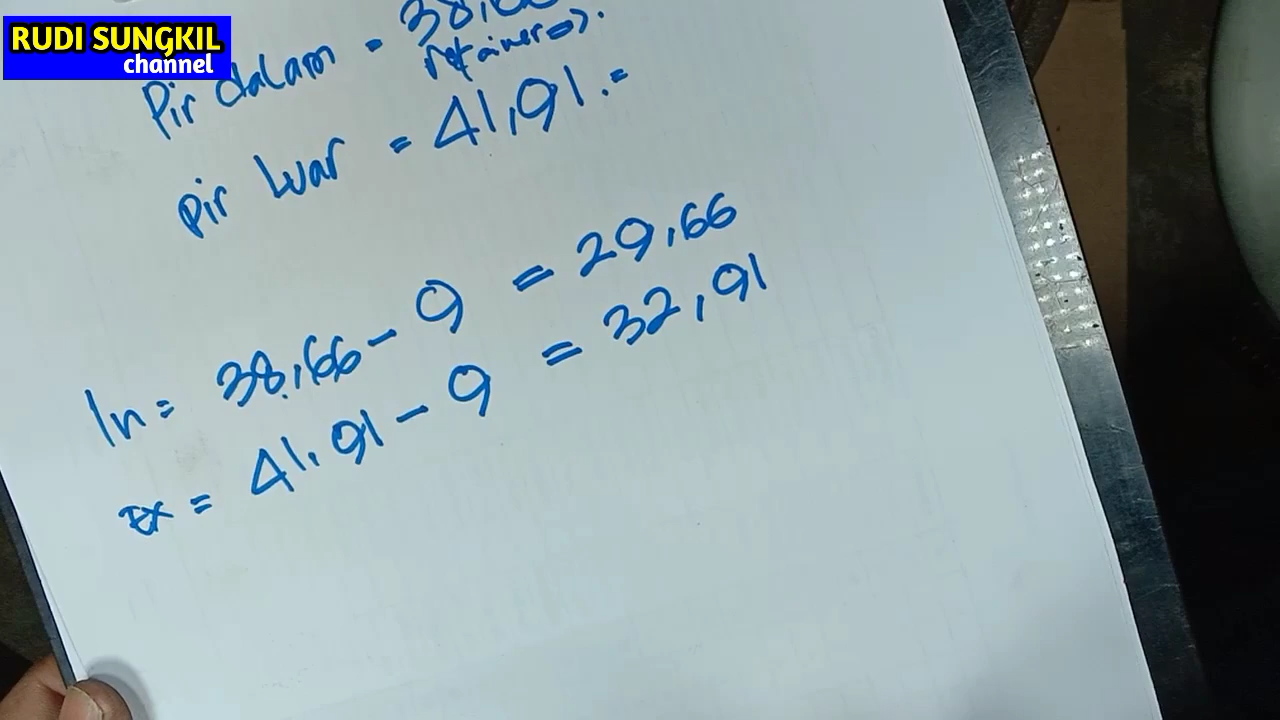 RUDI SUNGKIL
channel
Pir dalam =
retainer
Pir luar = 41,91.=
In = 38,66 - 9 = 29,66
Ex = 41,91 - 9 = 32,91